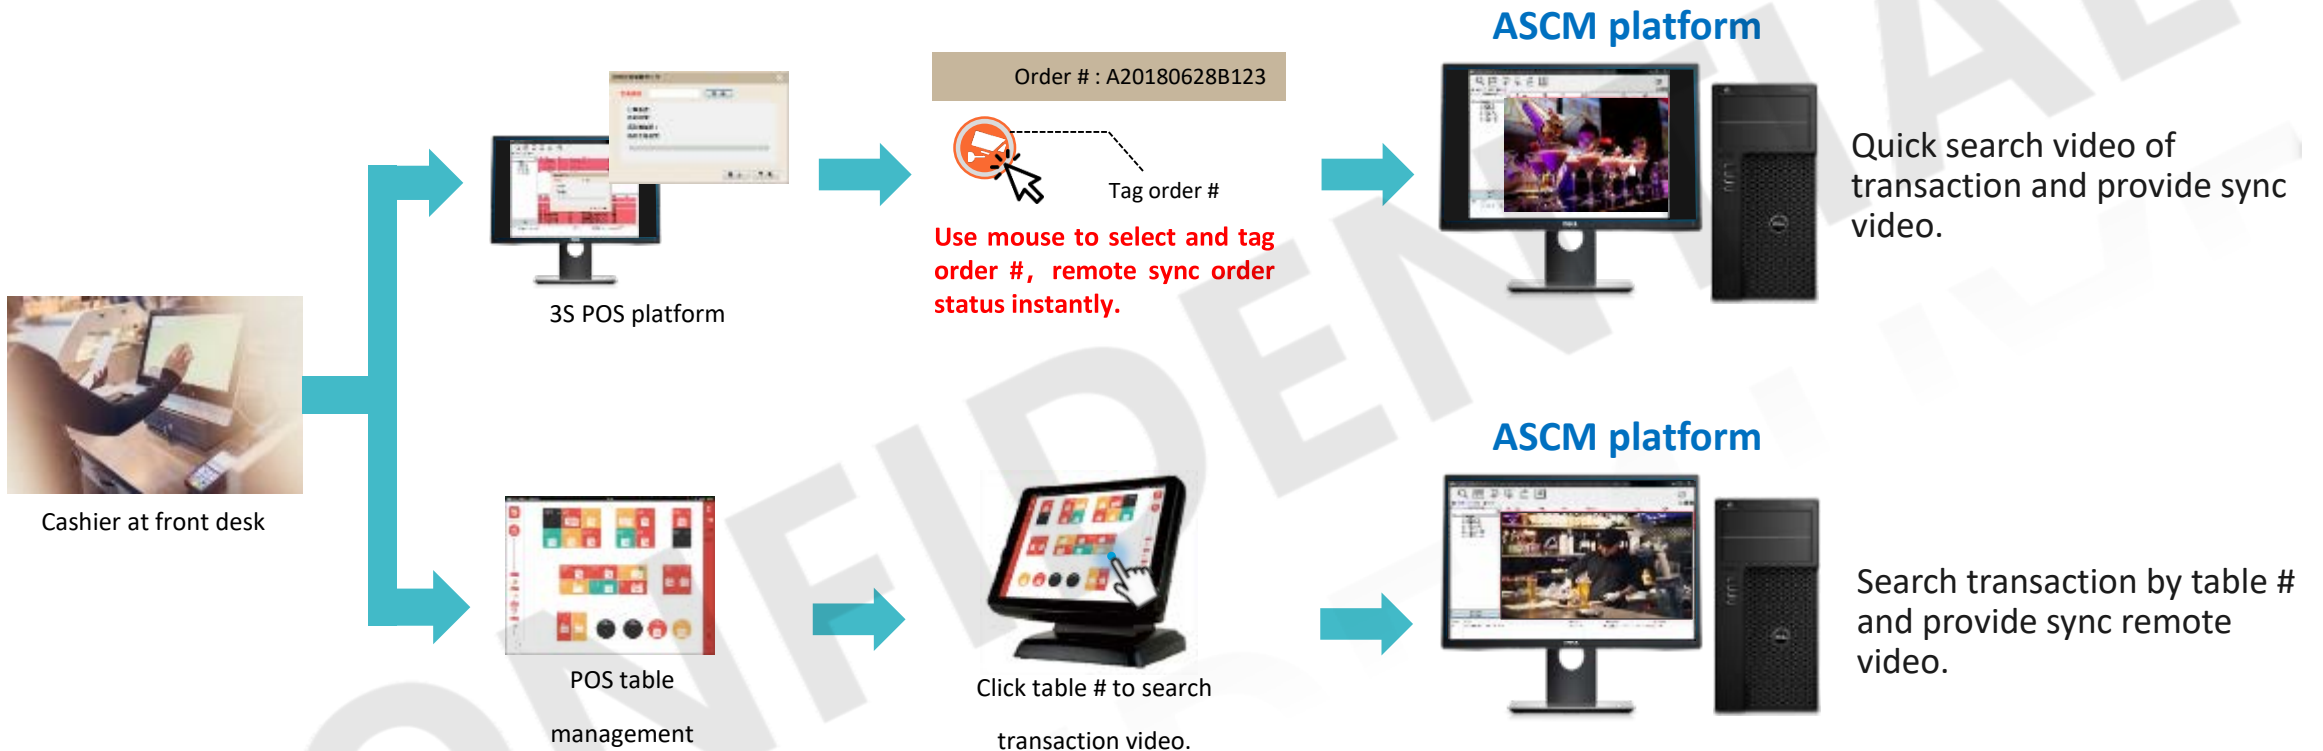 ASCM platform
Order # : A20180628B123
Tag order #
Use mouse to select and tag
order #, remote sync order
status instantly.
3S POS platform
Quick search video of
transaction and provide sync
video.
Cashier at front desk
ASCM platform
POS table
management
Click table # to search
transaction video.
Search transaction by table #
and provide sync remote
video.
CONFIDENTIAL